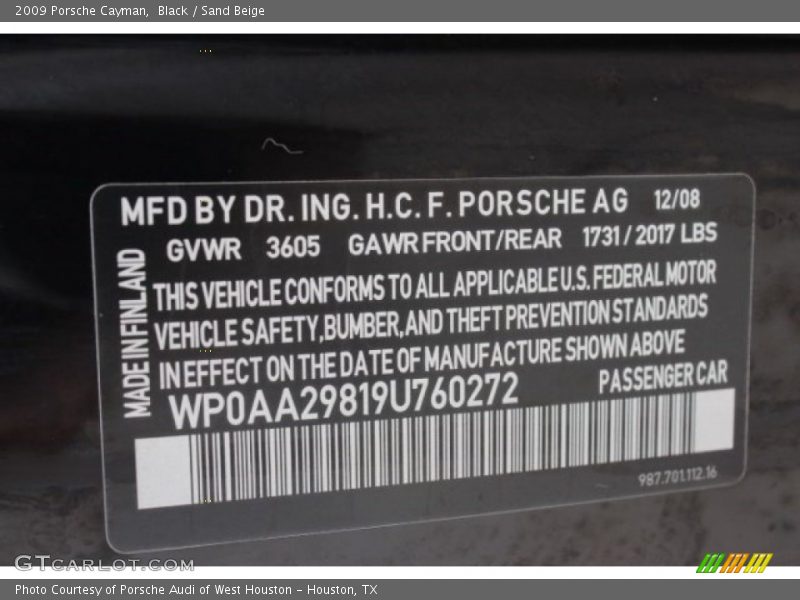 2009 Porsche Cayman, Black / Sand Beige
MFD BY DR. ING. H.C. F. PORSCHE AG 12/08
GVWR 3605 GAWR FRONT/REAR 1731 / 2017 LBS
MADE IN FINLAND
THIS VEHICLE CONFORMS TO ALL APPLICABLE U.S. FEDERAL MOTOR
VEHICLE SAFETY, BUMBER, AND THEFT PREVENTION STANDARDS
IN EFFECT ON THE DATE OF MANUFACTURE SHOWN ABOVE
WP0AA29819U760272 PASSENGER CAR
987.701.112.16
GTCARLOT.COM
Photo Courtesy of Porsche Audi of West Houston - Houston, TX